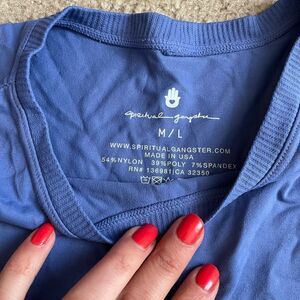 spiritual gangster
M/L
WWW.SPIRITUALGANGSTER.COM
MADE IN USA
54%NYLON 39%POLY 7%SPANDEX
RN# 136981|CA 32350